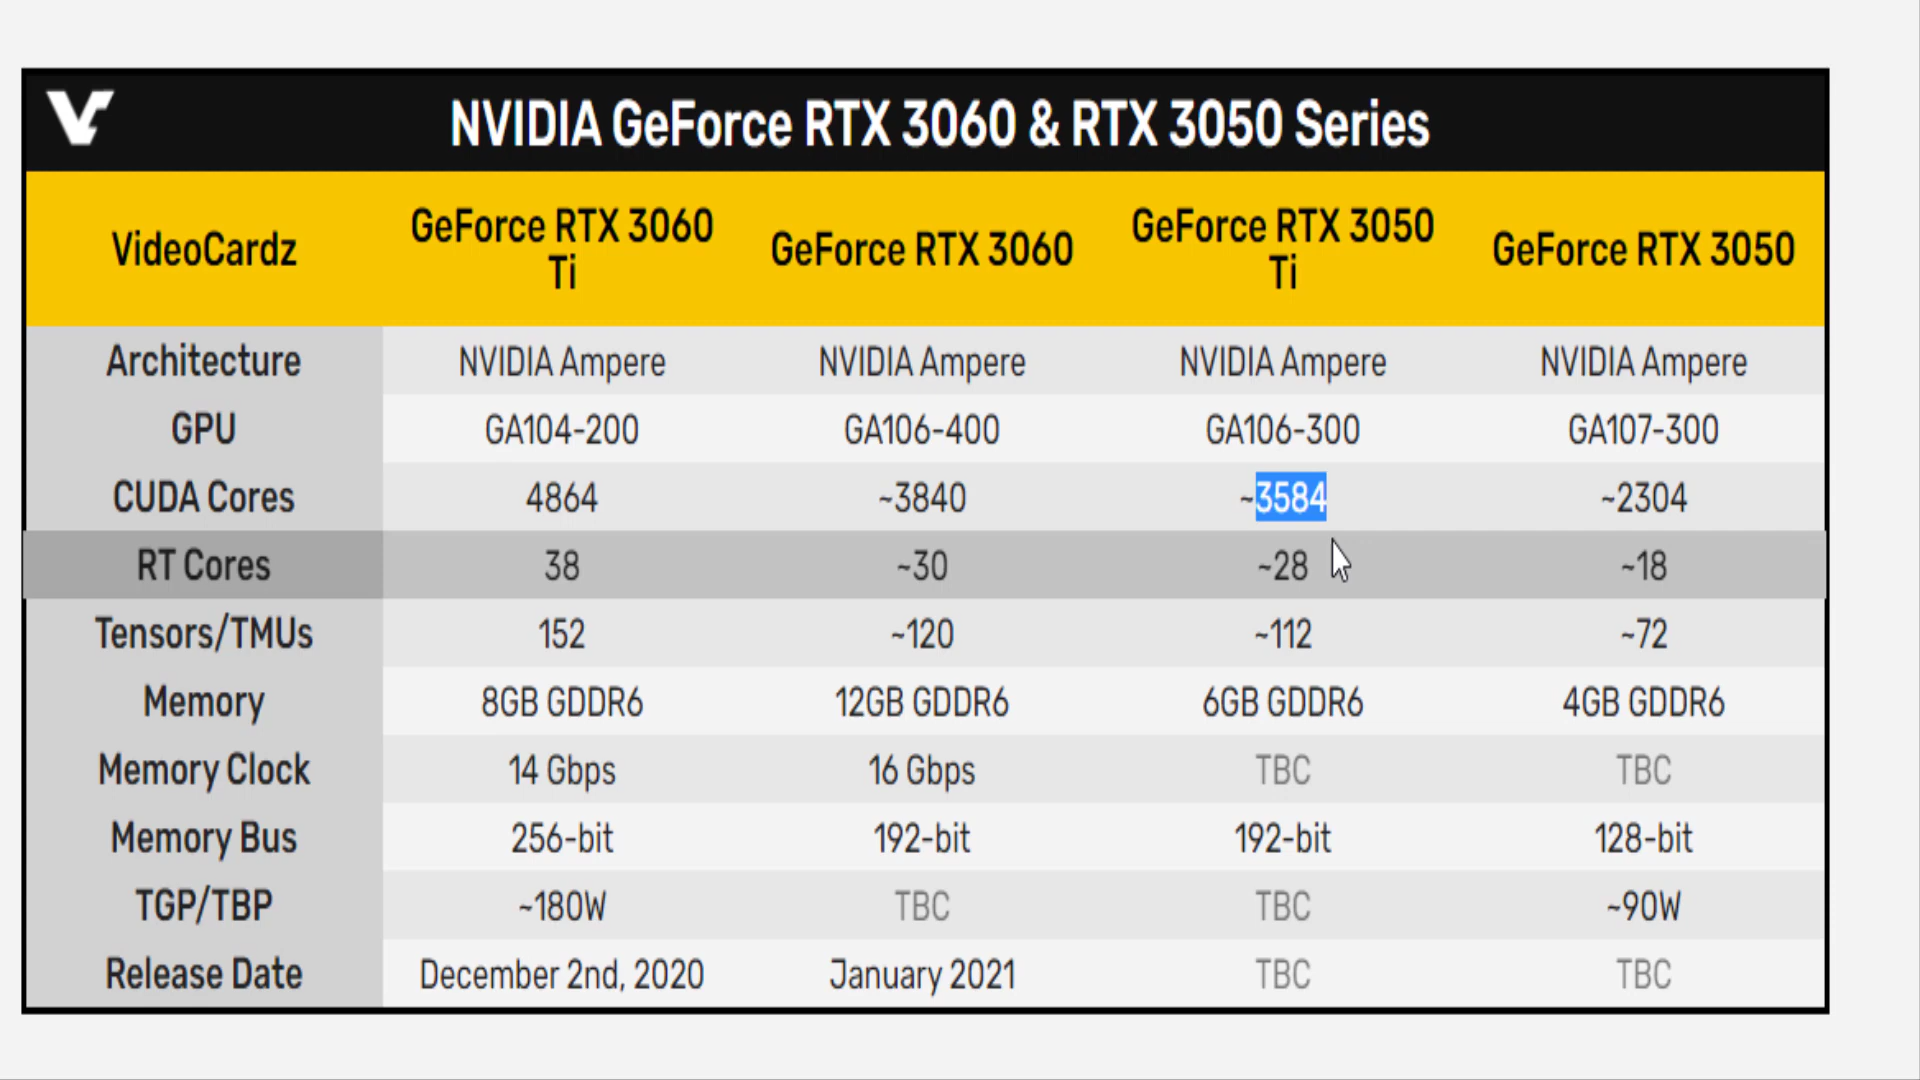 NVIDIA GeForce RTX 3060 & RTX 3050 Series
VideoCardz GeForce RTX 3060 Ti GeForce RTX 3060 GeForce RTX 3050 Ti GeForce RTX 3050
Architecture NVIDIA Ampere NVIDIA Ampere NVIDIA Ampere NVIDIA Ampere
GPU GA104-200 GA106-400 GA106-300 GA107-300
CUDA Cores 4864 ~3840 ~3584 ~2304
RT Cores 38 ~30 ~28 ~18
Tensors/TMUs 152 ~120 ~112 ~72
Memory 8GB GDDR6 12GB GDDR6 6GB GDDR6 4GB GDDR6
Memory Clock 14 Gbps 16 Gbps TBC TBC
Memory Bus 256-bit 192-bit 192-bit 128-bit
TGP/TBP ~180W TBC TBC ~90W
Release Date December 2nd, 2020 January 2021 TBC TBC